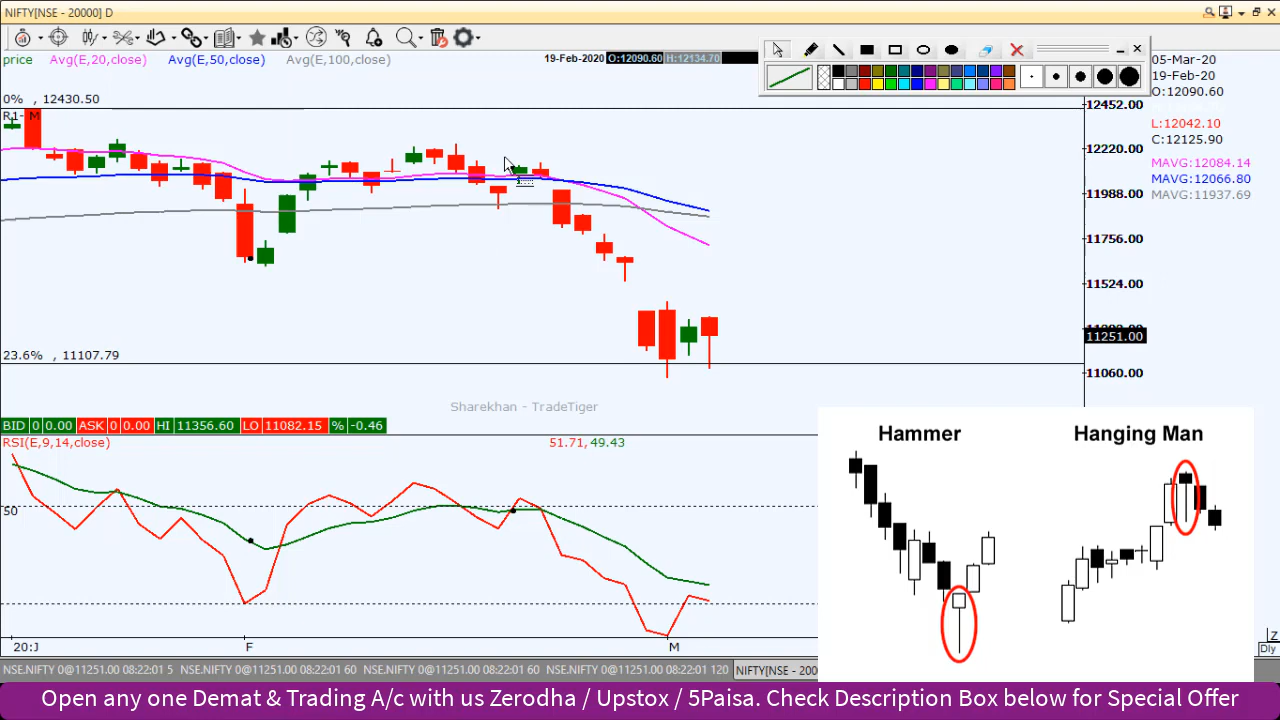 NIFTY[NSE - 20000] D
price Avg(E,20,close) Avg(E,50,close) Avg(E,100,close)
19-Feb-2020 O:12090.60 H:12134.70
05-Mar-20
19-Feb-20
O:12090.60
L:12042.10
C:12125.90
MAVG:12084.14
MAVG:12066.80
MAVG:11937.69
0% , 12430.50
R1- M
12452.00
12220.00
11988.00
11756.00
11524.00
11251.00
11060.00
23.6% , 11107.79
Sharekhan - TradeTiger
BID 0 0.00 ASK 0 0.00 HI 11356.60 LO 11082.15 % -0.46
RSI(E,9,14,close) 51.71, 49.43
50
Hammer
Hanging Man
20:J F M
Z
Dly
NSE.NIFTY 0@11251.00 08:22:01 5 NSE.NIFTY 0@11251.00 08:22:01 60 NSE.NIFTY 0@11251.00 08:22:01 60 NSE.NIFTY 0@11251.00 08:22:01 120 NIFTY[NSE - 200
Open any one Demat & Trading A/c with us Zerodha / Upstox / 5Paisa. Check Description Box below for Special Offer